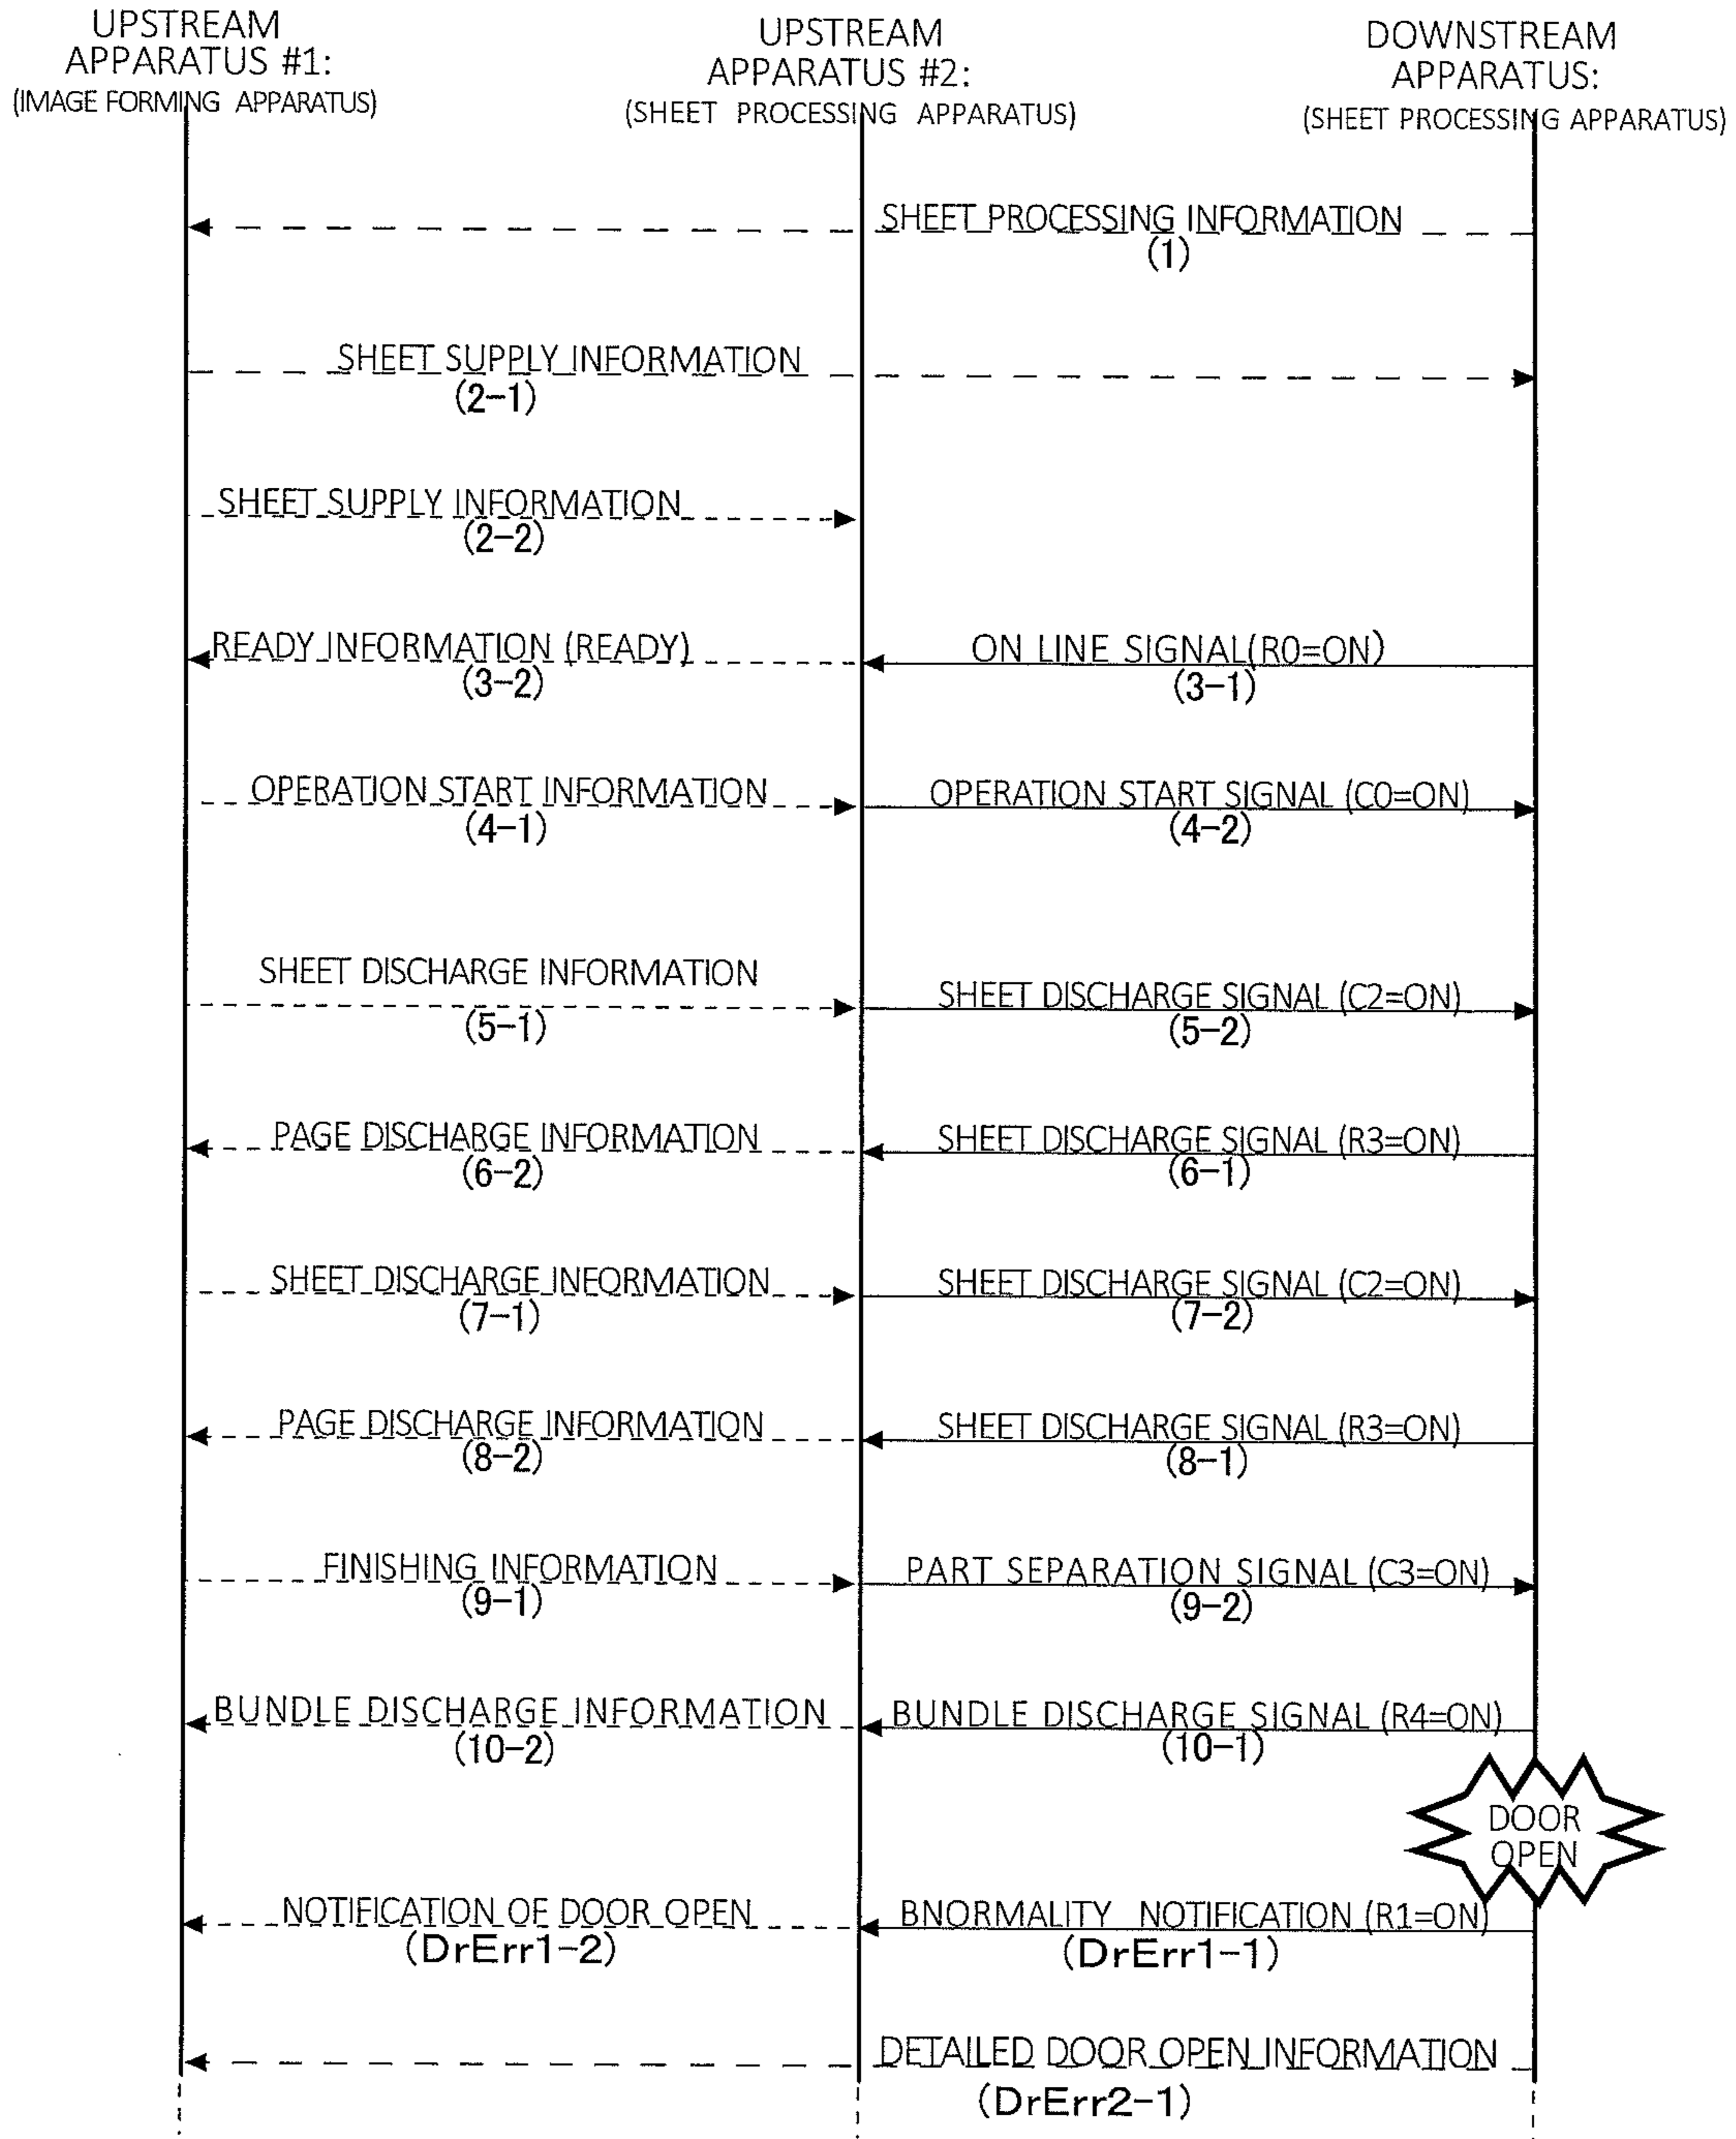 UPSTREAM
APPARATUS #1:
(IMAGE FORMING APPARATUS)
UPSTREAM
APPARATUS #2:
(SHEET PROCESSING APPARATUS)
DOWNSTREAM
APPARATUS:
(SHEET PROCESSING APPARATUS)
SHEET PROCESSING INFORMATION
(1)
SHEET SUPPLY INFORMATION
(2-1)
SHEET SUPPLY INFORMATION
(2-2)
READY INFORMATION (READY)
(3-2)
ON LINE SIGNAL(R0=ON)
(3-1)
OPERATION START INFORMATION
(4-1)
OPERATION START SIGNAL (C0=ON)
(4-2)
SHEET DISCHARGE INFORMATION
(5-1)
SHEET DISCHARGE SIGNAL (C2=ON)
(5-2)
PAGE DISCHARGE INFORMATION
(6-2)
SHEET DISCHARGE SIGNAL (R3=ON)
(6-1)
SHEET DISCHARGE INFORMATION
(7-1)
SHEET DISCHARGE SIGNAL (C2=ON)
(7-2)
PAGE DISCHARGE INFORMATION
(8-2)
SHEET DISCHARGE SIGNAL (R3=ON)
(8-1)
FINISHING INFORMATION
(9-1)
PART SEPARATION SIGNAL (C3=ON)
(9-2)
BUNDLE DISCHARGE INFORMATION
(10-2)
BUNDLE DISCHARGE SIGNAL (R4=ON)
(10-1)
DOOR
OPEN
NOTIFICATION OF DOOR OPEN
(DrErr1-2)
BNORMALITY NOTIFICATION (R1=ON)
(DrErr1-1)
DETAILED DOOR OPEN INFORMATION
(DrErr2-1)